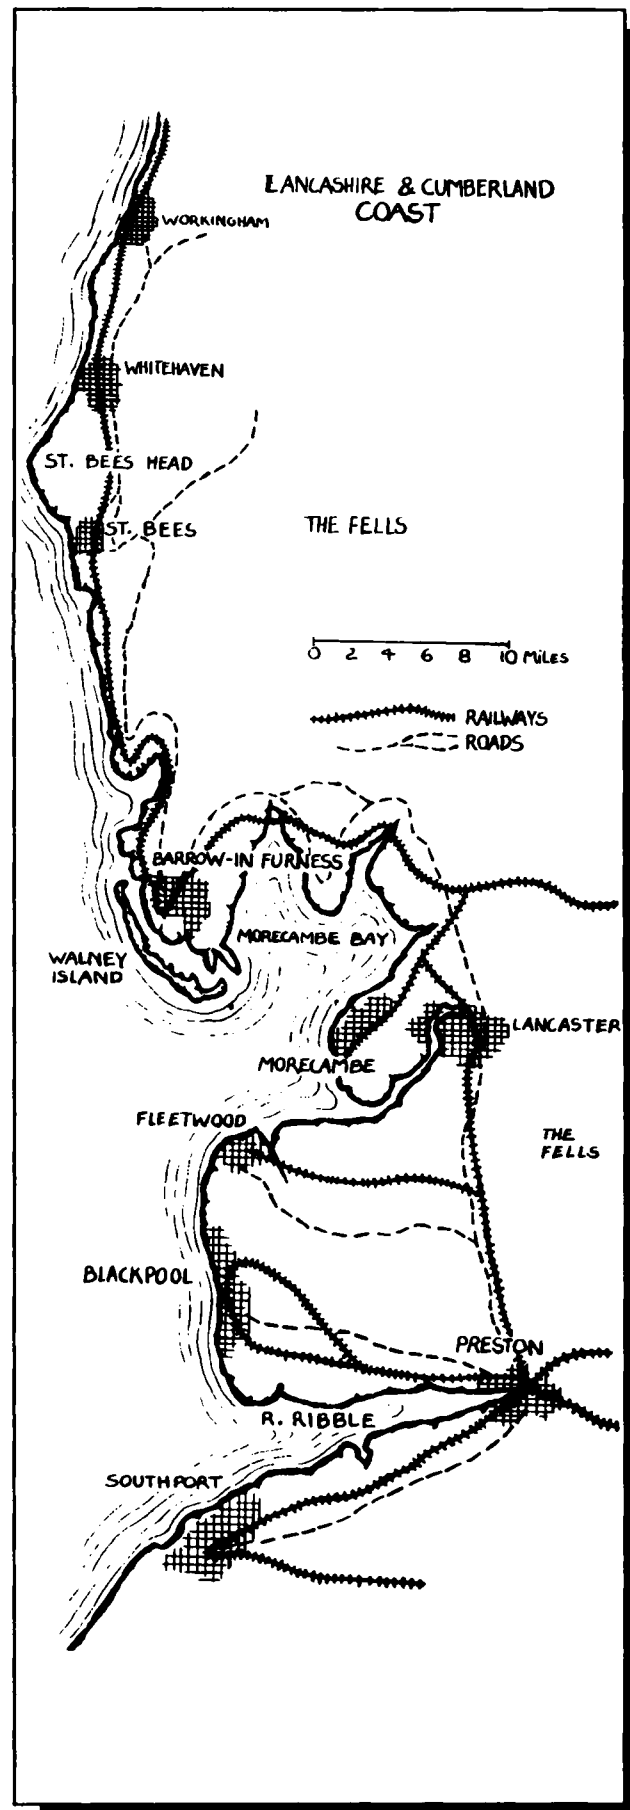 LANCASHIRE & CUMBERLAND
COAST
WORKINGHAM
WHITEHAVEN
ST. BEES HEAD
ST. BEES
THE FELLS
0 2 4 6 8 10 MILES
RAILWAYS
ROADS
BARROW-IN FURNESS
MORECAMBE BAY
WALNEY
ISLAND
LANCASTER
MORECAMBE
FLEETWOOD
THE
FELLS
BLACKPOOL
PRESTON
R. RIBBLE
SOUTHPORT